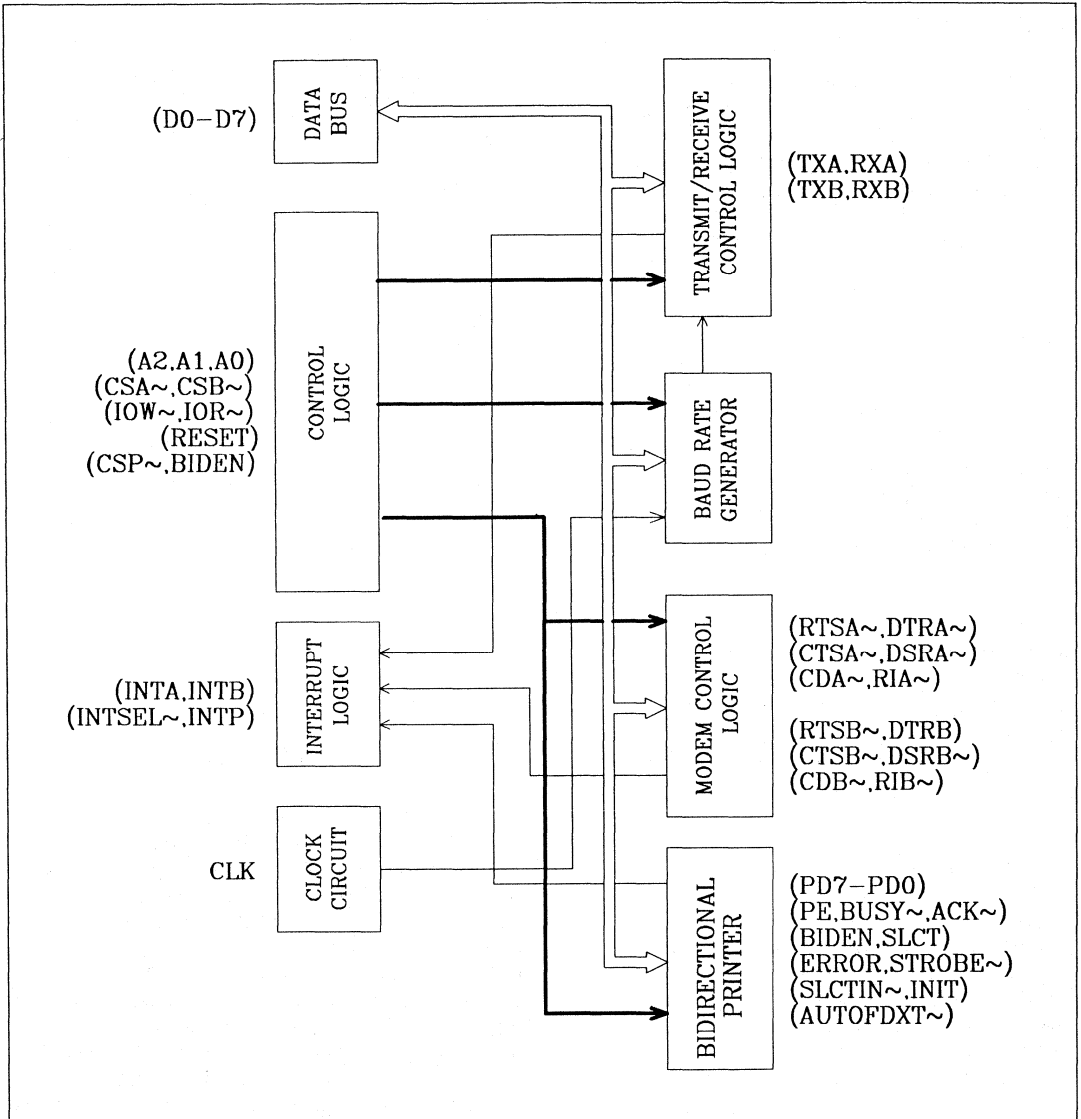 (D0-D7)
DATA
BUS
TRANSMIT/RECEIVE
CONTROL LOGIC
(TXA,RXA)
(TXB,RXB)
(A2,A1,A0)
(CSA~,CSB~)
(IOW~,IOR~)
(RESET)
(CSP~,BIDEN)
CONTROL
LOGIC
BAUD RATE
GENERATOR
(INTA,INTB)
(INTSEL~,INTP)
INTERRUPT
LOGIC
MODEM CONTROL
LOGIC
(RTSA~,DTRA~)
(CTSA~,DSRA~)
(CDA~,RIA~)
(RTSB~,DTRB)
(CTSB~,DSRB~)
(CDB~,RIB~)
CLK
CLOCK
CIRCUIT
BIDIRECTIONAL
PRINTER
(PD7-PD0)
(PE,BUSY~,ACK~)
(BIDEN,SLCT)
(ERROR,STROBE~)
(SLCTIN~,INIT)
(AUTOFDXT~)